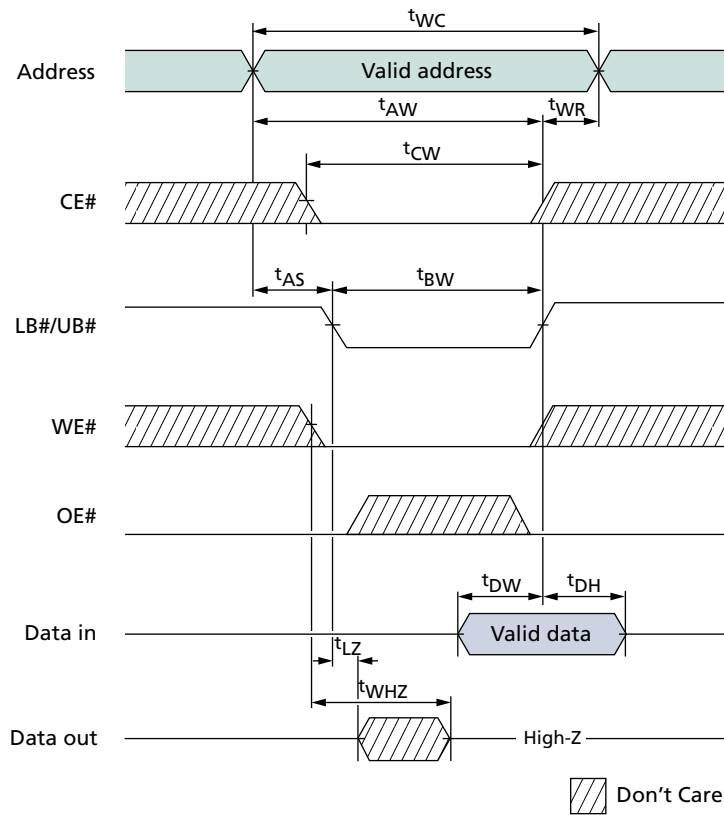 tWC
Address
Valid address
tAW
tWR
tCW
CE#
tAS
tBW
LB#/UB#
WE#
OE#
tDW
tDH
Data in
Valid data
tLZ
tWHZ
Data out
High-Z
Don't Care